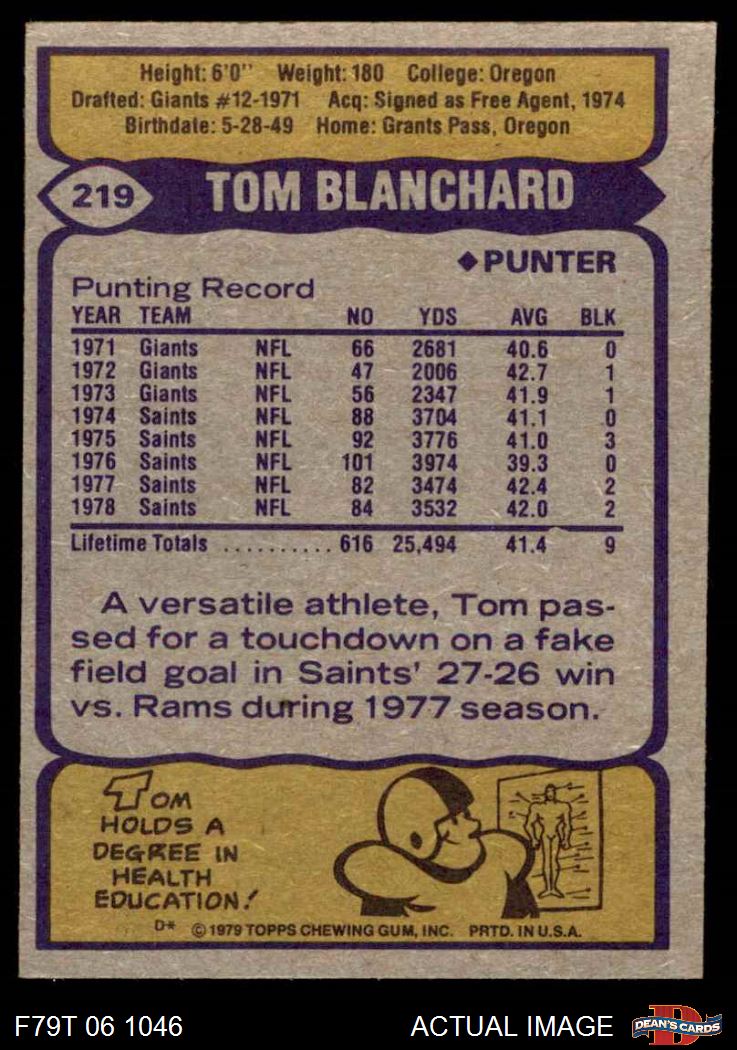 Height: 6'0" Weight: 180 College: Oregon
Drafted: Giants #12-1971 Acq: Signed as Free Agent, 1974
Birthdate: 5-28-49 Home: Grants Pass, Oregon
219 TOM BLANCHARD
◆PUNTER
Punting Record
YEAR TEAM NO YDS AVG BLK
1971 Giants NFL 66 2681 40.6 0
1972 Giants NFL 47 2006 42.7 1
1973 Giants NFL 56 2347 41.9 1
1974 Saints NFL 88 3704 41.1 0
1975 Saints NFL 92 3776 41.0 3
1976 Saints NFL 101 3974 39.3 0
1977 Saints NFL 82 3474 42.4 2
1978 Saints NFL 84 3532 42.0 2
Lifetime Totals .......... 616 25,494 41.4 9
A versatile athlete, Tom pas-
sed for a touchdown on a fake
field goal in Saints' 27-26 win
vs. Rams during 1977 season.
TOM
HOLDS A
DEGREE IN
HEALTH
EDUCATION!
D* © 1979 TOPPS CHEWING GUM, INC. PRTD. IN U.S.A.
F79T 06 1046 ACTUAL IMAGE D DEAN'S CARDS